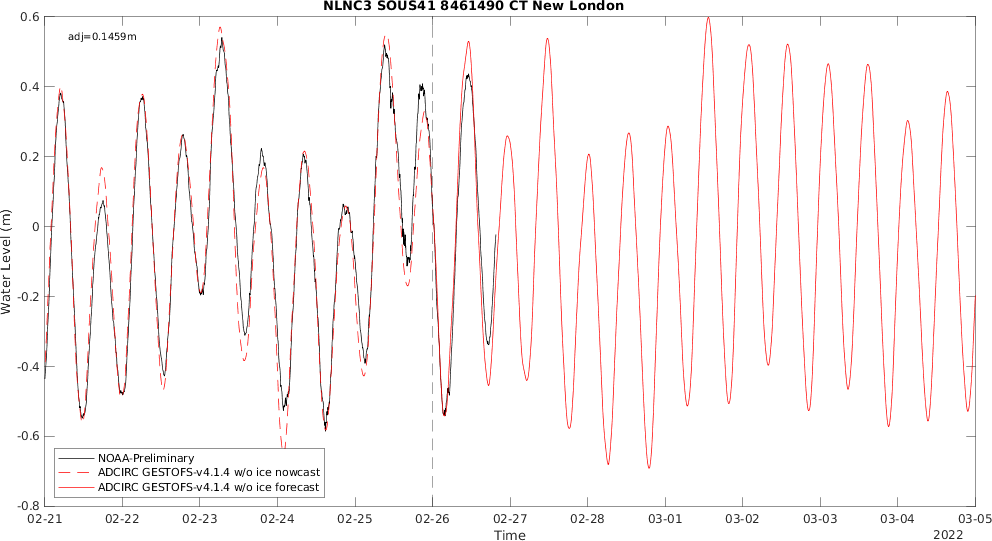 NLNC3 SOUS41 8461490 CT New London
adj=0.1459m
0.6
0.4
0.2
0
-0.2
-0.4
-0.6
-0.8
Water Level (m)
NOAA-Preliminary
ADCIRC GESTOFS-v4.1.4 w/o ice nowcast
ADCIRC GESTOFS-v4.1.4 w/o ice forecast
02-21 02-22 02-23 02-24 02-25 02-26 02-27 02-28 03-01 03-02 03-03 03-04 03-05
Time
2022